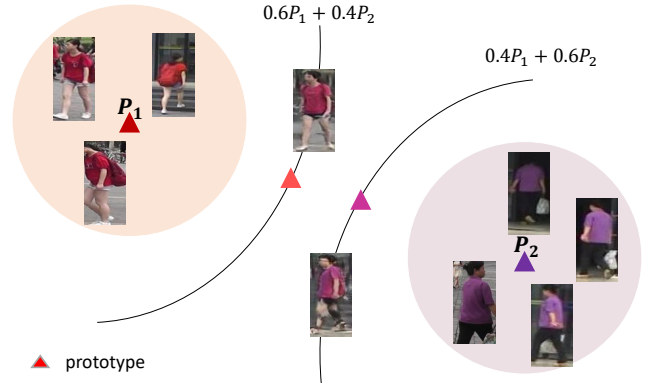 0.6P₁ + 0.4P₂
0.4P₁ + 0.6P₂
P₁
P₂
prototype